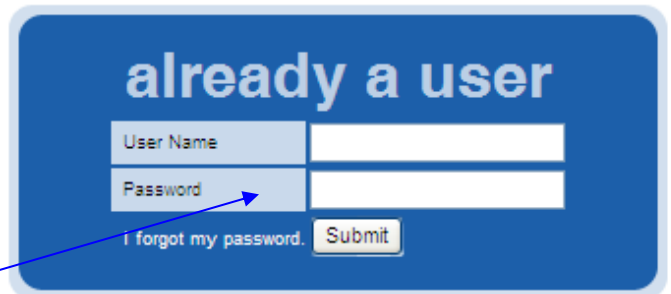 already a user
User Name
Password
I forgot my password. Submit